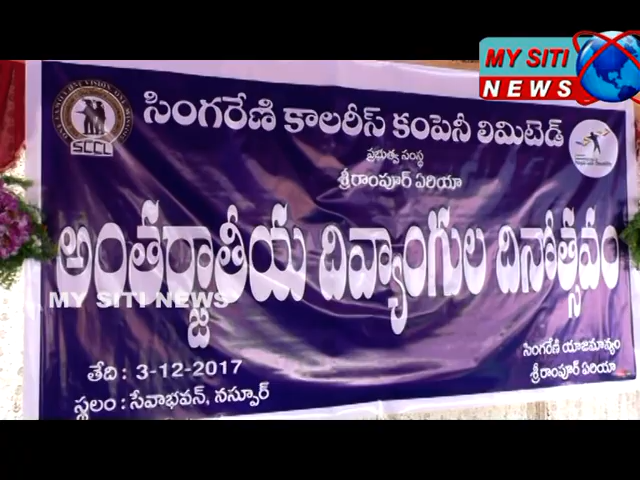 MY SITI
NEWS
సింగరేణి కాలరీస్ కంపెనీ లిమిటెడ్
SCCL
ప్రభుత్వ సంస్థ
శ్రీరాంపూర్ ఏరియా
అంతర్జాతీయ దివ్యాంగుల దినోత్సవం
MY SITI NEWS
తేది : 3-12-2017
స్థలం : సేవాభవన్, నస్పూర్
సింగరేణి యాజమాన్యం
శ్రీరాంపూర్ ఏరియా